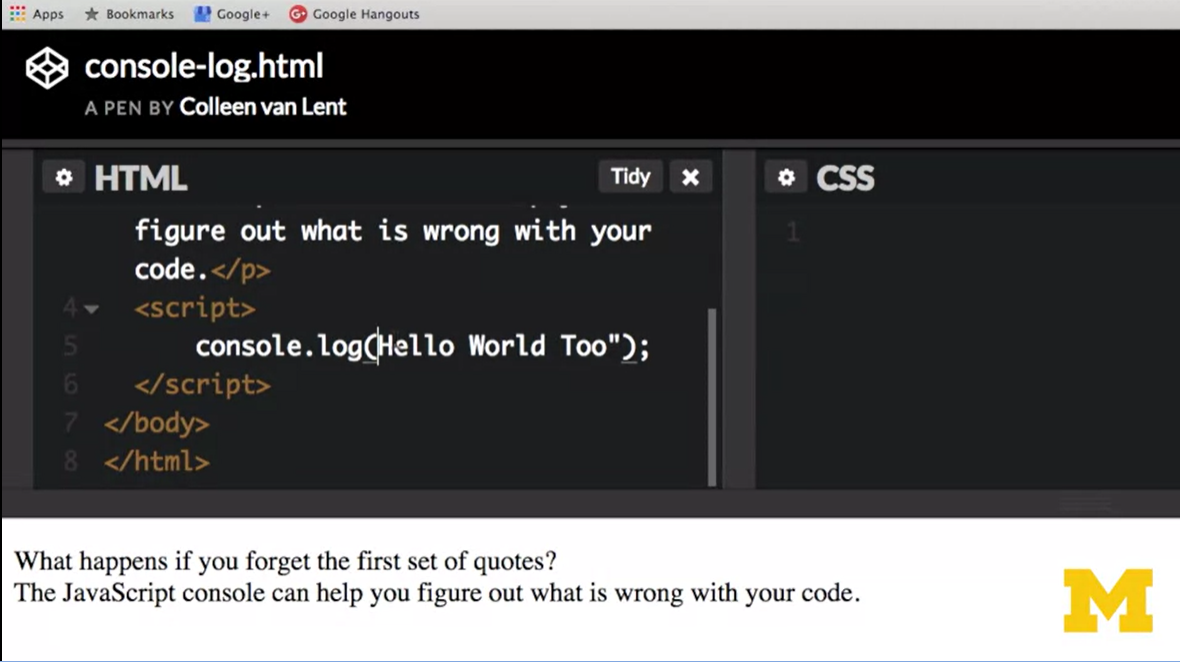 Apps Bookmarks Google+ Google Hangouts
console-log.html
A PEN BY Colleen van Lent
HTML Tidy CSS
figure out what is wrong with your 1
code.</p>
4 <script>
5 console.log(Hello World Too");
6 </script>
7 </body>
8 </html>
What happens if you forget the first set of quotes?
The JavaScript console can help you figure out what is wrong with your code.
M